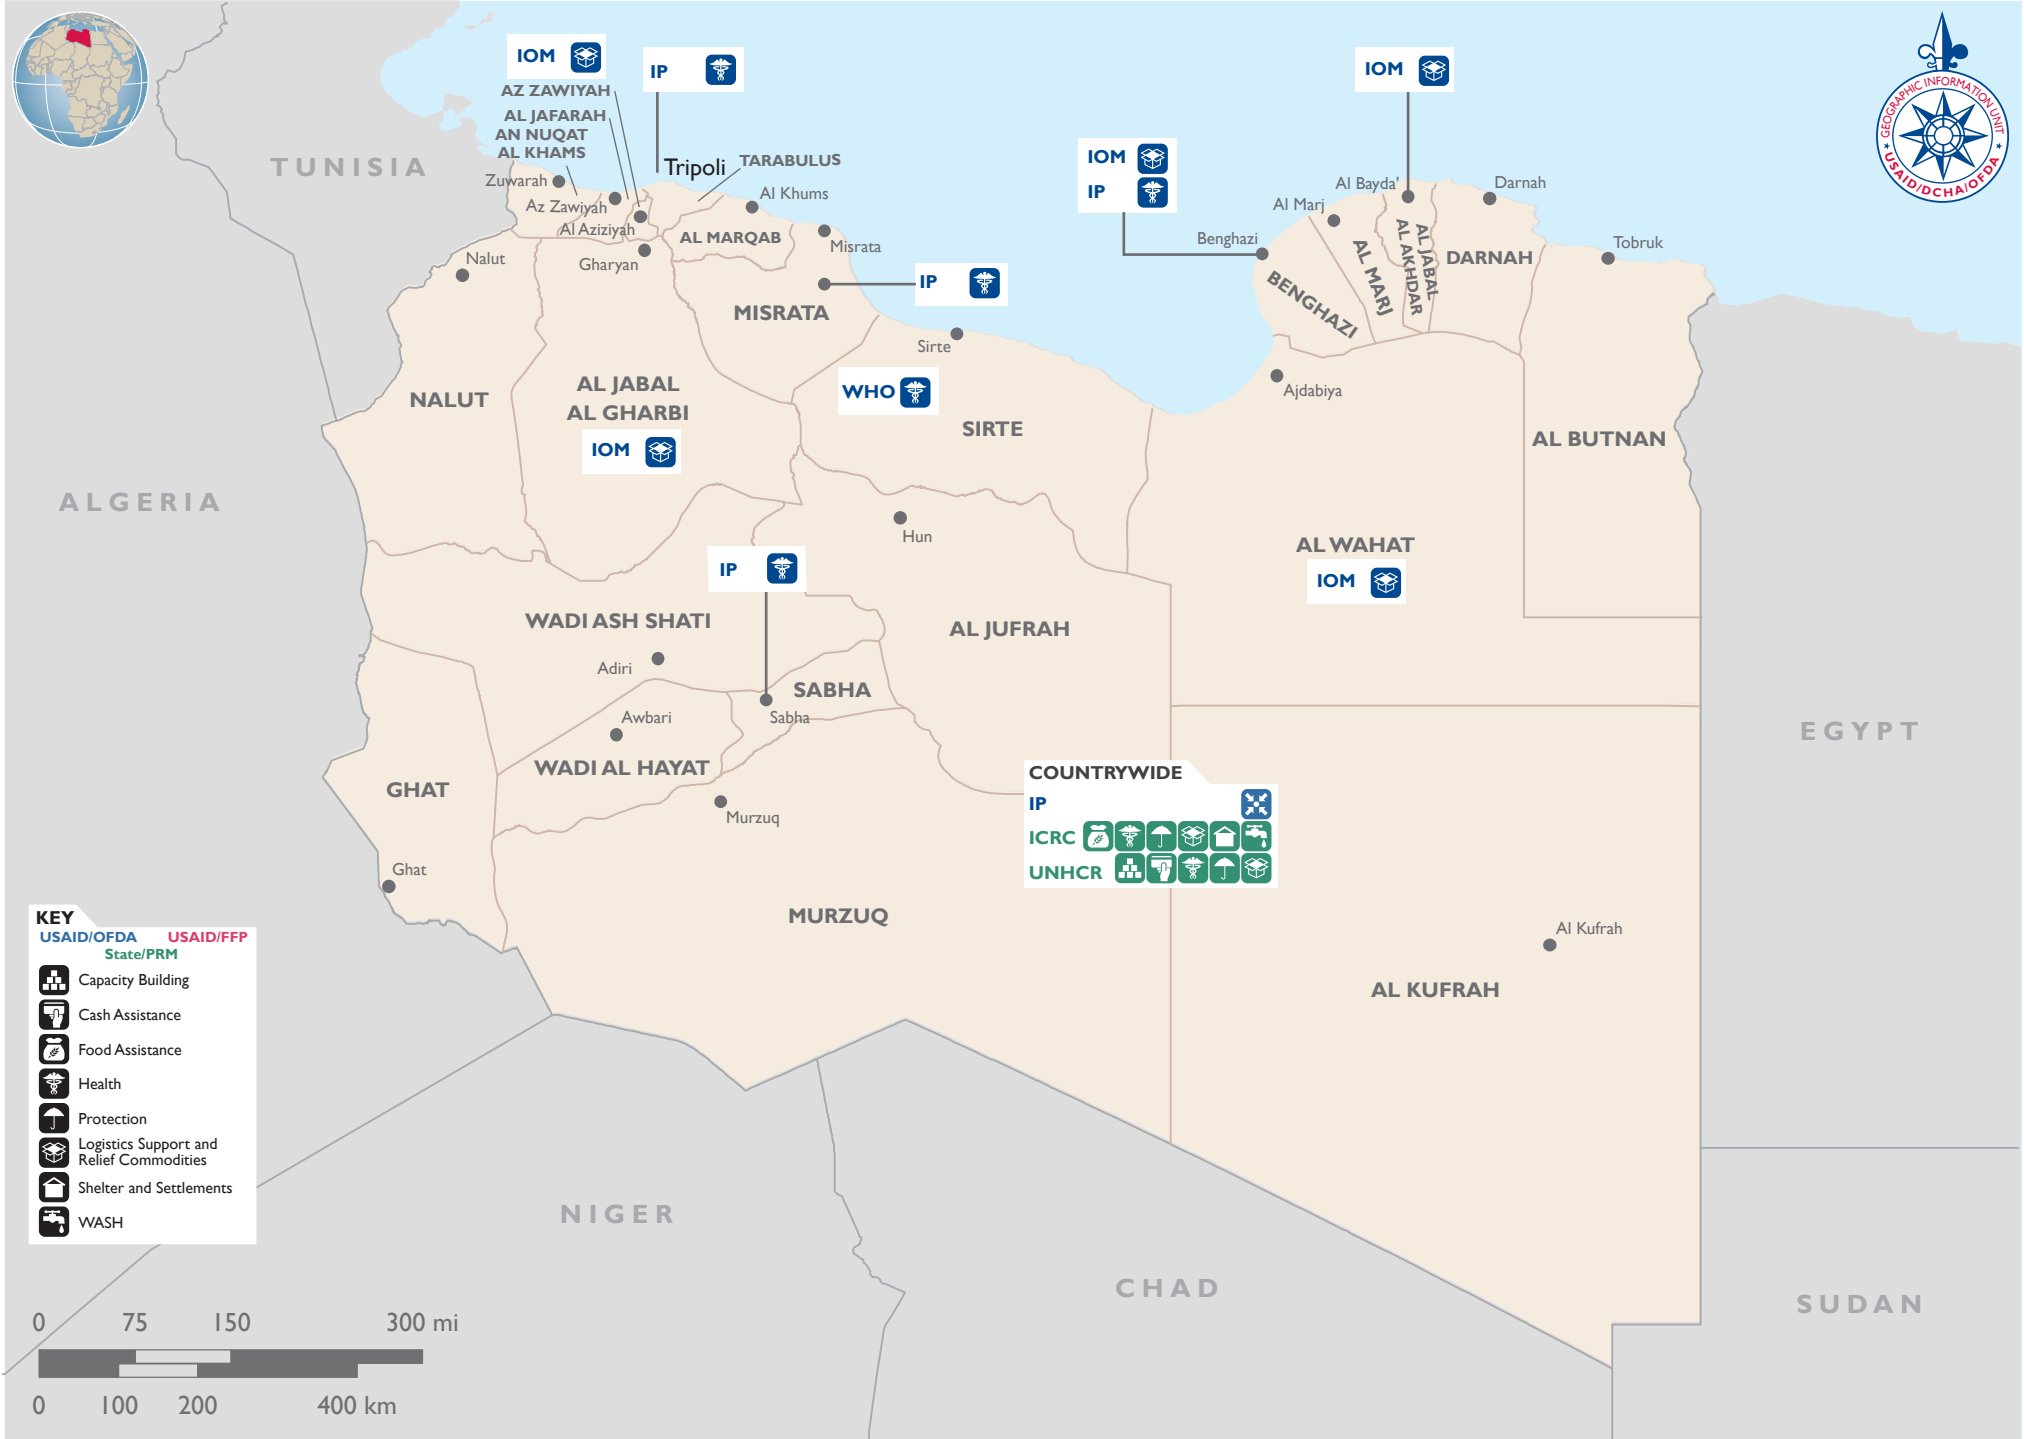 IOM
IP
IOM
AZ ZAWIYAH
AL JAFARAH
AN NUQAT
AL KHAMS
TUNISIA
Zuwarah
Tripoli
TARABULUS
Az Zawiyah
Al Khums
Al Aziziyah
AL MARQAB
Misrata
Nalut
Gharyan
IP
MISRATA
IOM
IP
Al Bayda'
Darnah
Al Marj
Benghazi
Tobruk
BENGHAZI
AL MARJ
AL JABAL
AL AKHDAR
DARNAH
GEOGRAPHIC INFORMATION UNIT
★ USAID/DCHA/OFDA ★
Sirte
NALUT
AL JABAL
AL GHARBI
IOM
WHO
SIRTE
Ajdabiya
AL BUTNAN
ALGERIA
Hun
AL WAHAT
IOM
IP
WADI ASH SHATI
AL JUFRAH
Adiri
SABHA
Sabha
Awbari
WADI AL HAYAT
EGYPT
GHAT
Murzuq
COUNTRYWIDE
IP
ICRC
UNHCR
Ghat
MURZUQ
Al Kufrah
AL KUFRAH
KEY
USAID/OFDA USAID/FFP
State/PRM
Capacity Building
Cash Assistance
Food Assistance
Health
Protection
Logistics Support and
Relief Commodities
Shelter and Settlements
WASH
NIGER
CHAD
SUDAN
0 75 150 300 mi
0 100 200 400 km